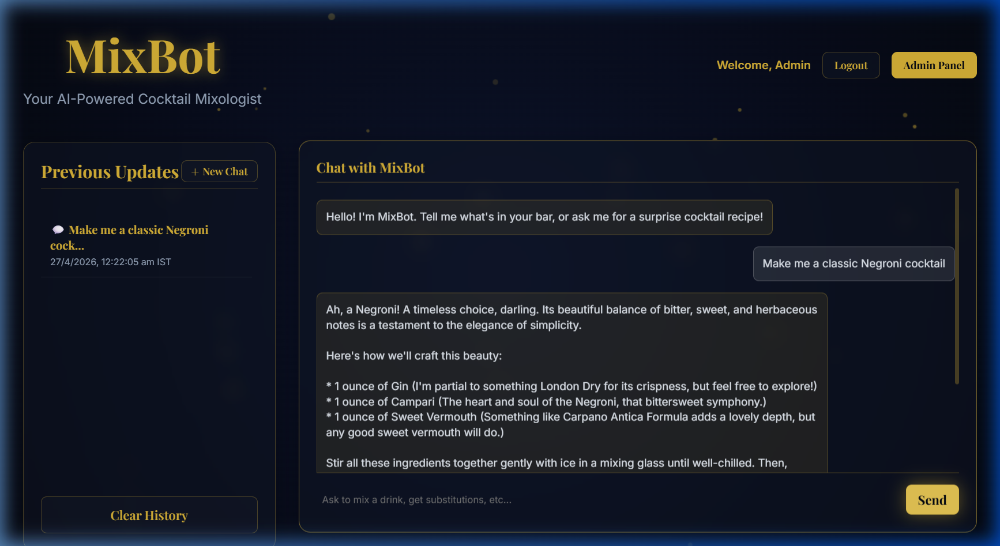 MixBot
Your AI-Powered Cocktail Mixologist
Welcome, Admin
Logout
Admin Panel
Previous Updates
+ New Chat
Make me a classic Negroni
cock...
27/4/2026, 12:22:05 am IST
Clear History
Chat with MixBot
Hello! I'm MixBot. Tell me what's in your bar, or ask me for a surprise cocktail recipe!
Make me a classic Negroni cocktail
Ah, a Negroni! A timeless choice, darling. Its beautiful balance of bitter, sweet, and herbaceous
notes is a testament to the elegance of simplicity.
Here's how we'll craft this beauty:
* 1 ounce of Gin (I'm partial to something London Dry for its crispness, but feel free to explore!)
* 1 ounce of Campari (The heart and soul of the Negroni, that bittersweet symphony.)
* 1 ounce of Sweet Vermouth (Something like Carpano Antica Formula adds a lovely depth, but
any good sweet vermouth will do.)
Stir all these ingredients together gently with ice in a mixing glass until well-chilled. Then,
Ask to mix a drink, get substitutions, etc...
Send